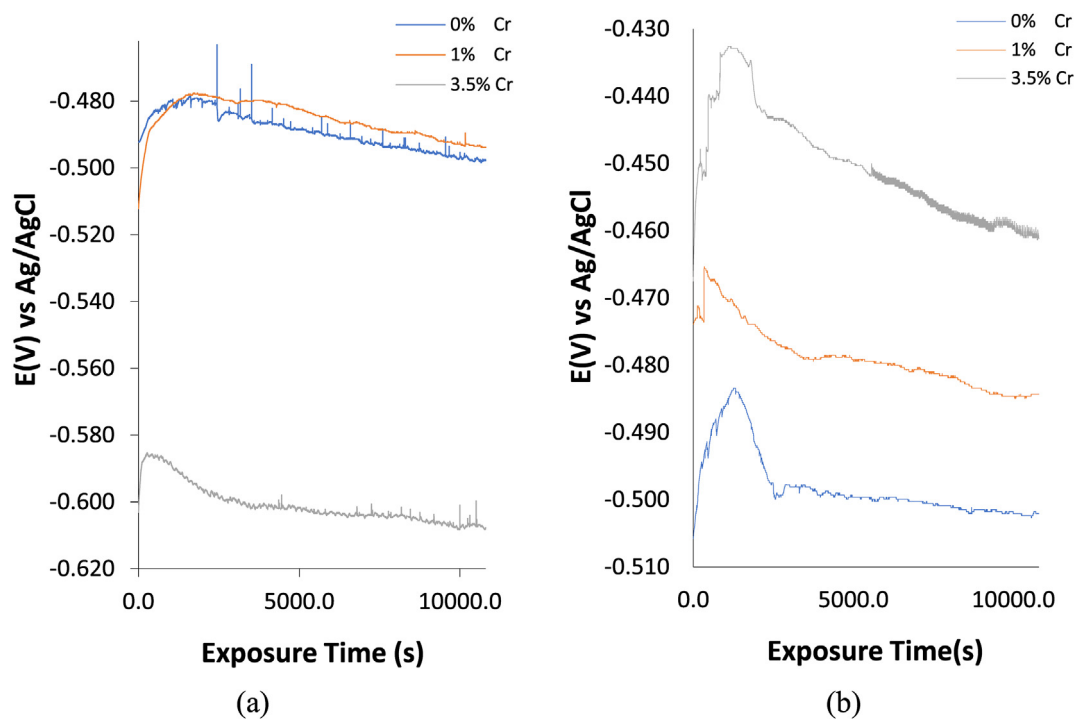 0% Cr
1% Cr
3.5% Cr
-0.480
-0.500
-0.520
-0.540
-0.560
-0.580
-0.600
-0.620
E(V) vs Ag/AgCl
0.0 5000.0 10000.0
Exposure Time (s)
(a)
0% Cr
1% Cr
3.5% Cr
-0.430
-0.440
-0.450
-0.460
-0.470
-0.480
-0.490
-0.500
-0.510
E(V) vs Ag/AgCl
0.0 5000.0 10000.0
Exposure Time(s)
(b)